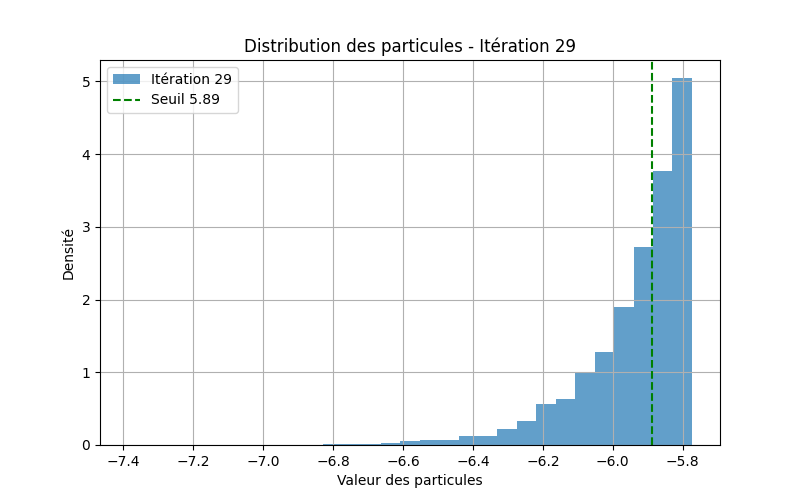 Distribution des particules - Itération 29
Itération 29
Seuil 5.89
Densité
5
4
3
2
1
0
−7.4 −7.2 −7.0 −6.8 −6.6 −6.4 −6.2 −6.0 −5.8
Valeur des particules